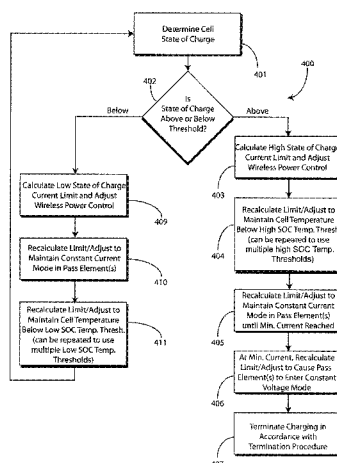 Determine Cell
State of Charge
401
400
402
Is
State of Charge
Above or Below
Threshold?
Below
Above
Calculate High State of Charge
Current Limit and Adjust
Wireless Power Control
403
Recalculate Limit/Adjust to
Maintain Cell Temperature
Below High SOC Temp. Thresh.
(can be repeared to use
multiple high SOC Temp.
Thresholds)
404
Recalculate Limit/Adjust to
Maintain Constant Current
Mode in Pass Element(s)
until Min. Current Reached
405
At Min. Current, Recalculate
Limit/Adjust to Cause Pass
Element(s) to Enter Constant
Voltage Mode
406
Terminate Charging in
Accordance with
Termination Procedure
407
Calculate Low State of Charge
Current Limit and Adjust
Wireless Power Control
409
Recalculate Limit/Adjust to
Maintain Constant Current
Mode in Pass Element(s)
410
Recalculate Limit/Adjust to
Maintain Cell Temperature
Below Low SOC Temp. Thresh.
(can be repeated to use
multiple Low SOC Temp.
Thresholds)
411